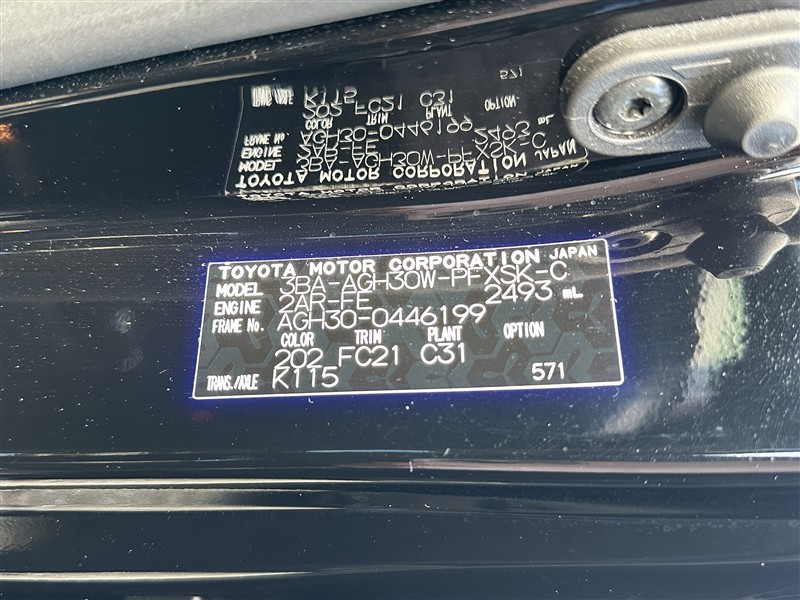 TOYOTA MOTOR CORPORATION JAPAN
MODEL 3BA-AGH30W-PFXSK-C
ENGINE 2AR-FE 2493 mL
FRAME No. AGH30-0446199
COLOR TRIM PLANT OPTION
202 FC21 C31
TRANS./AXLE K115 571